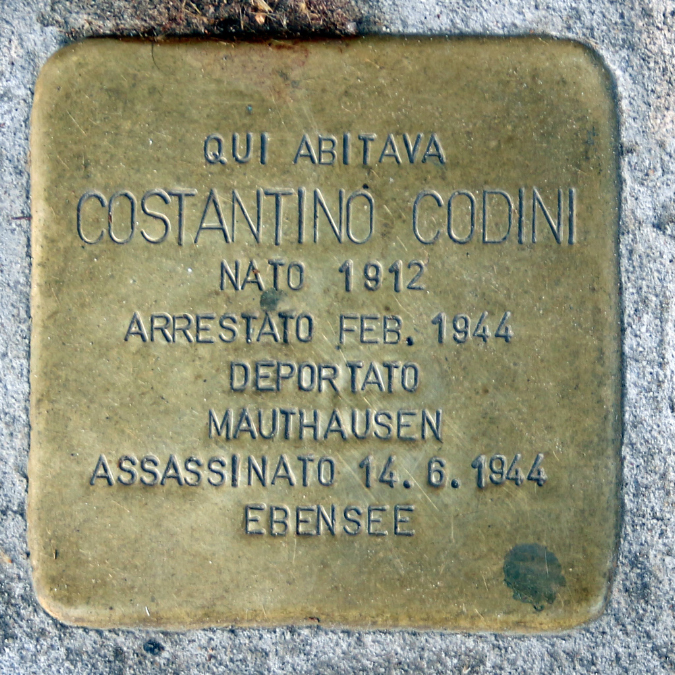 QUI ABITAVA
COSTANTINO CODINI
NATO 1912
ARRESTATO FEB. 1944
DEPORTATO
MAUTHAUSEN
ASSASSINATO 14.6.1944
EBENSEE